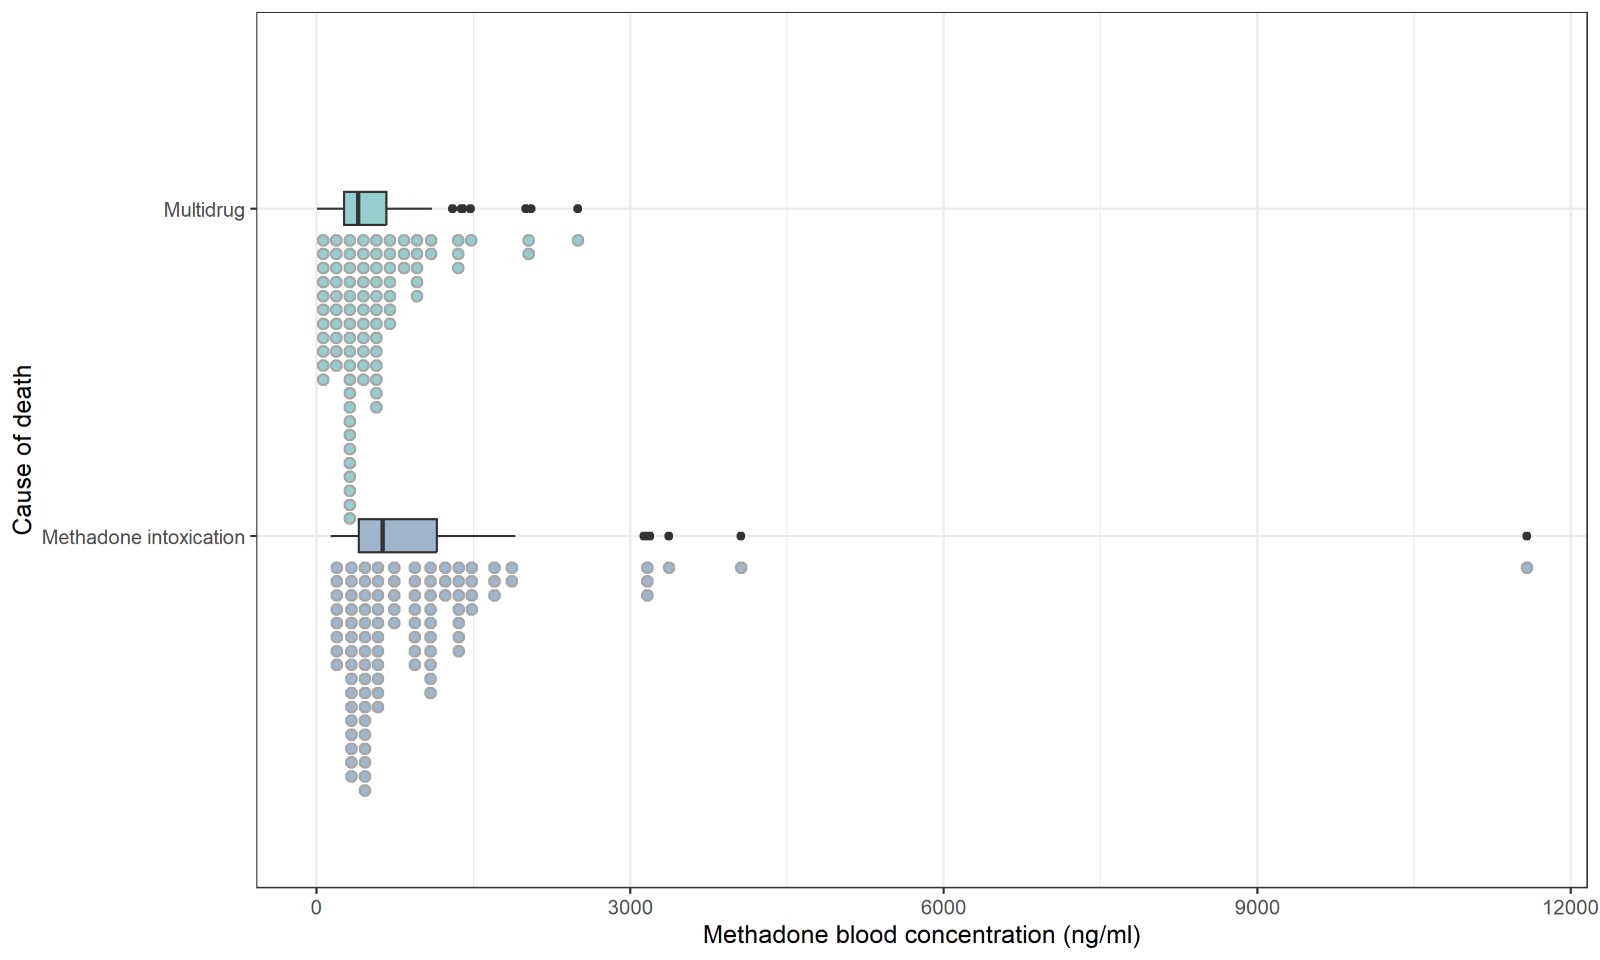 Cause of death
Multidrug
Methadone intoxication
0 3000 6000 9000 12000
Methadone blood concentration (ng/ml)